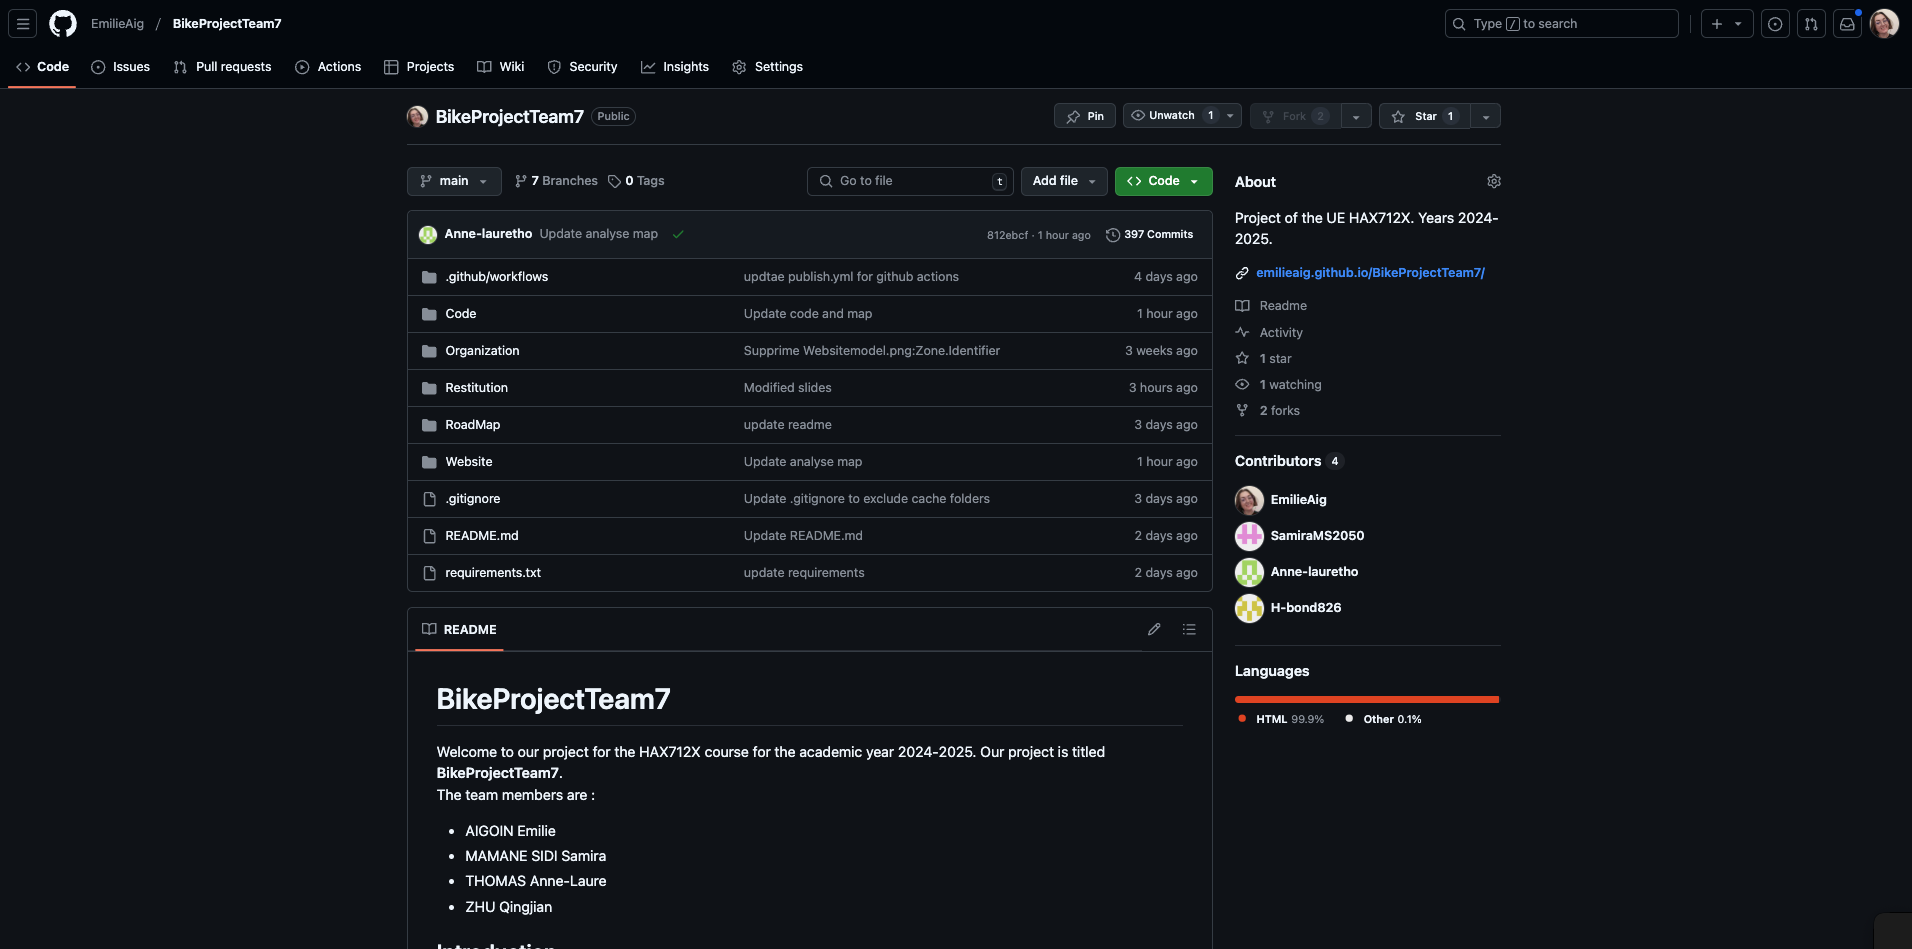 EmilieAig / BikeProjectTeam7
Type / to search
Code Issues Pull requests Actions Projects Wiki Security Insights Settings
BikeProjectTeam7 Public
Pin Unwatch 1 Fork 2 Star 1
main 7 Branches 0 Tags Go to file t Add file Code
Anne-lauretho Update analyse map 812ebcf · 1 hour ago 397 Commits
.github/workflows updtae publish.yml for github actions 4 days ago
Code Update code and map 1 hour ago
Organization Supprime Websitemodel.png:Zone.Identifier 3 weeks ago
Restitution Modified slides 3 hours ago
RoadMap update readme 3 days ago
Website Update analyse map 1 hour ago
.gitignore Update .gitignore to exclude cache folders 3 days ago
README.md Update README.md 2 days ago
requirements.txt update requirements 2 days ago
README
BikeProjectTeam7
Welcome to our project for the HAX712X course for the academic year 2024-2025. Our project is titled
BikeProjectTeam7.
The team members are :
• AIGOIN Emilie
• MAMANE SIDI Samira
• THOMAS Anne-Laure
• ZHU Qingjian
Introduction
About
Project of the UE HAX712X. Years 2024-
2025.
emilieaig.github.io/BikeProjectTeam7/
Readme
Activity
1 star
1 watching
2 forks
Contributors 4
EmilieAig
SamiraMS2050
Anne-lauretho
H-bond826
Languages
HTML 99.9% Other 0.1%